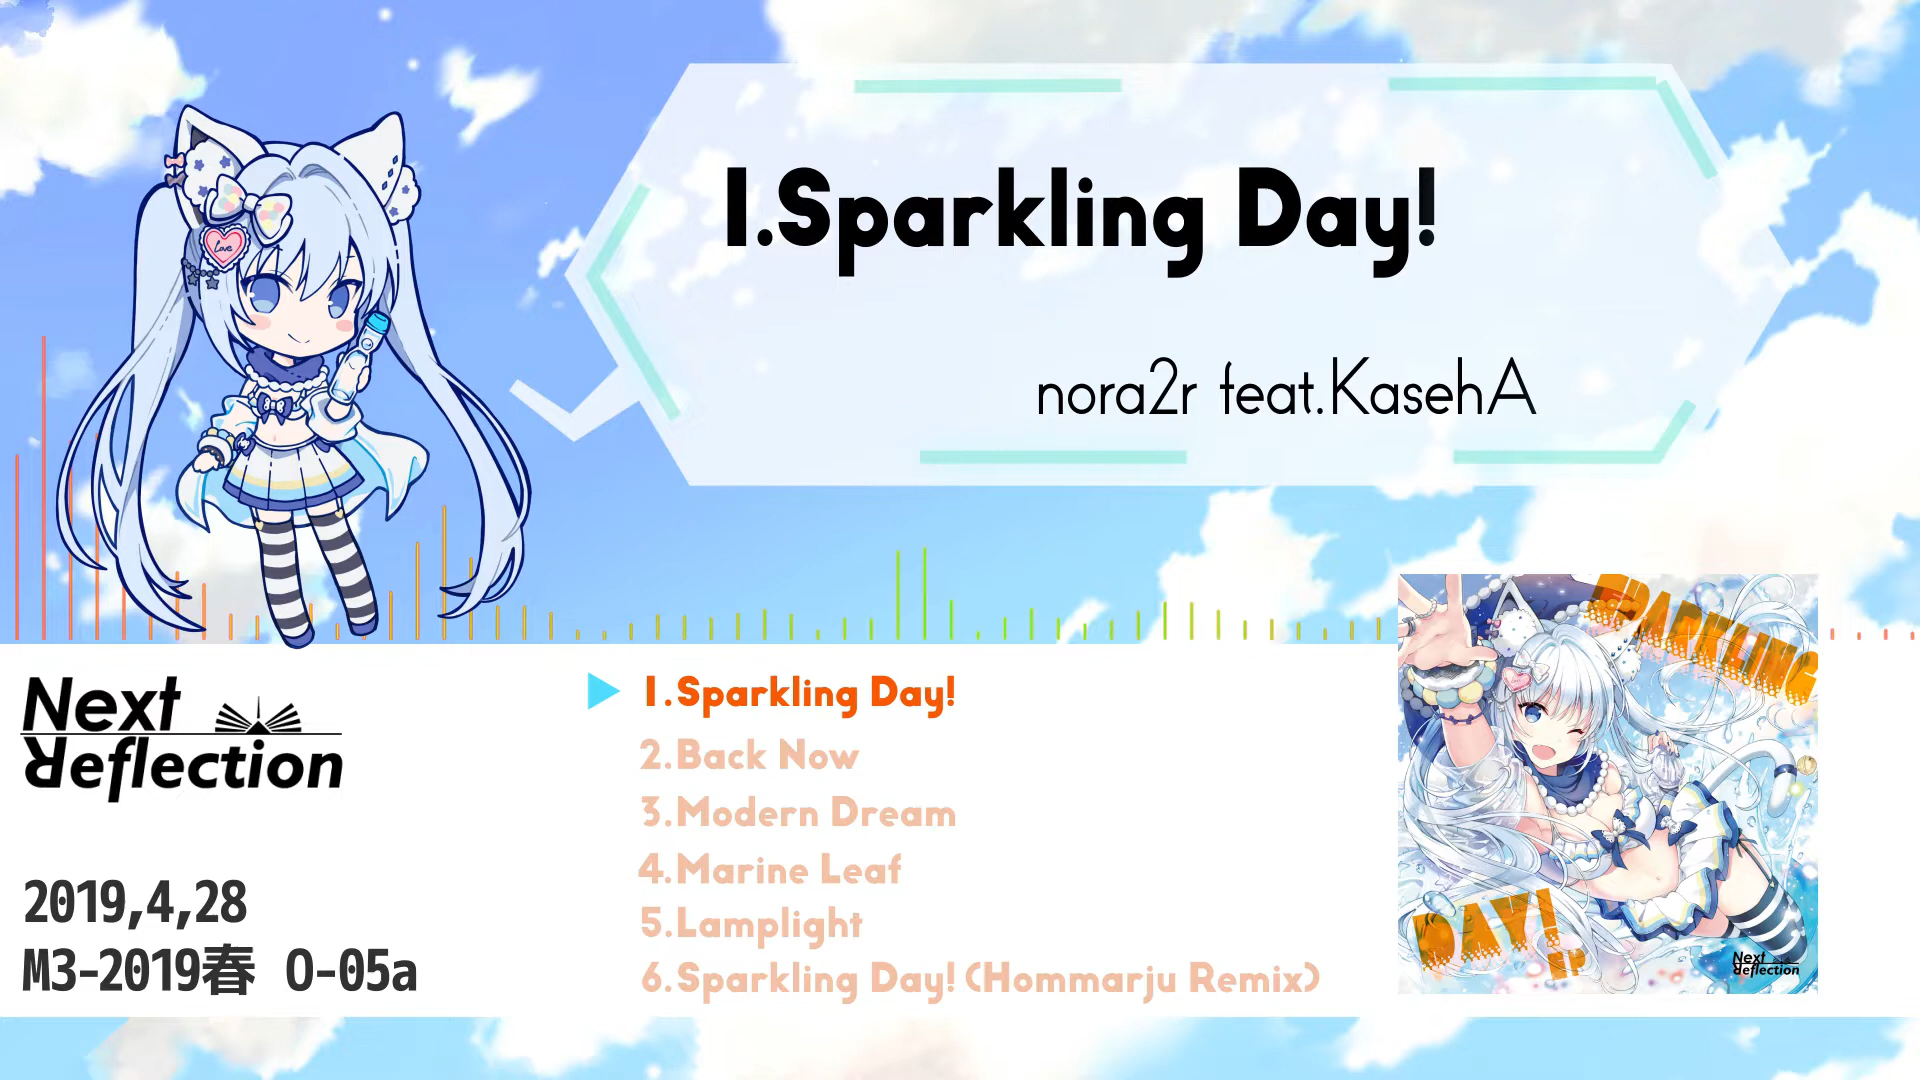 1.Sparkling Day!
nora2r feat.KasehA
Love
Next
Reflection
2019,4,28
M3-2019春 O-05a
1.Sparkling Day!
2.Back Now
3.Modern Dream
4.Marine Leaf
5.Lamplight
6.Sparkling Day! (Hommarju Remix)
SPARKLING
DAY!
Next
Reflection